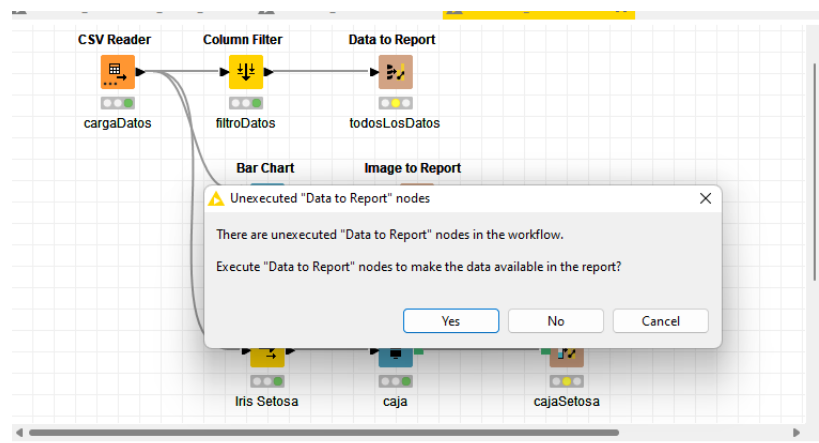 CSV Reader
Column Filter
Data to Report
cargaDatos
filtroDatos
todosLosDatos
Bar Chart
Image to Report
Unexecuted "Data to Report" nodes
There are unexecuted "Data to Report" nodes in the workflow.
Execute "Data to Report" nodes to make the data available in the report?
Yes
No
Cancel
Iris Setosa
caja
cajaSetosa